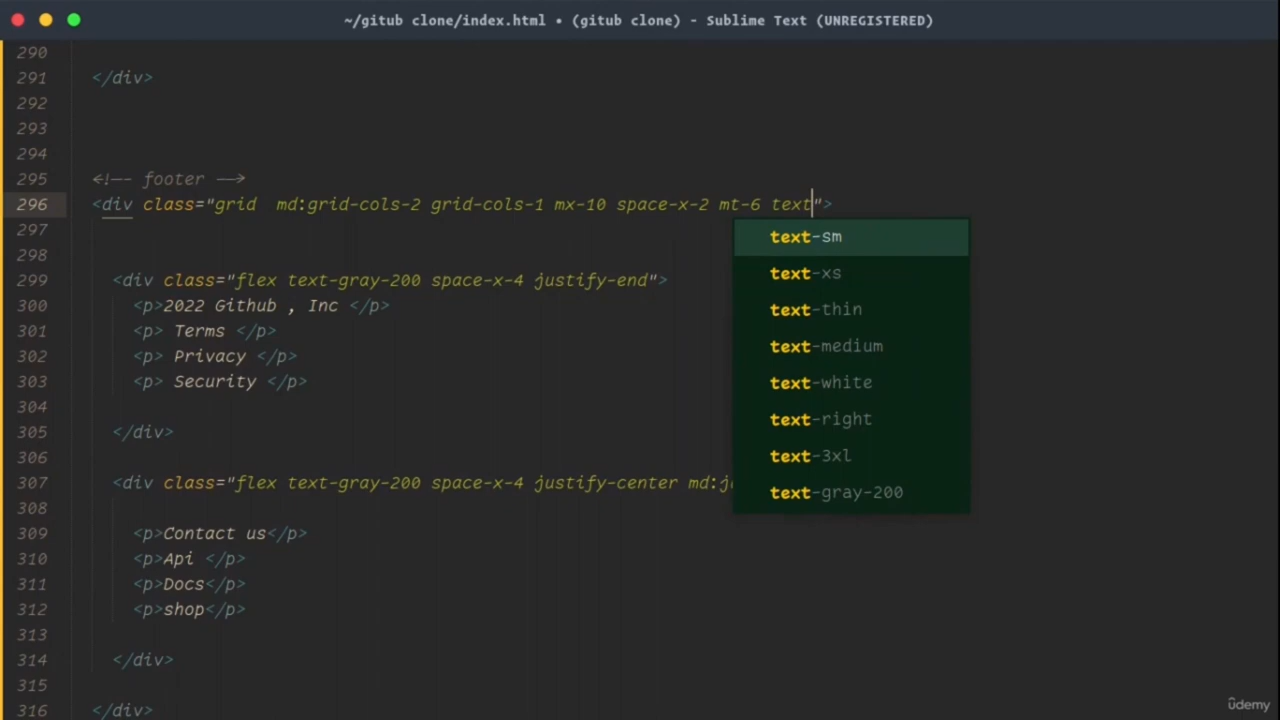 ~/gitub clone/index.html • (gitub clone) - Sublime Text (UNREGISTERED)
290
291 </div>
292
293
294
295 <!-- footer -->
296 <div class="grid  md:grid-cols-2 grid-cols-1 mx-10 space-x-2 mt-6 text">
297 text-sm
298
text-xs
299 <div class="flex text-gray-200 space-x-4 justify-end">
300 <p>2022 Github , Inc </p>
text-thin
301 <p> Terms </p>
text-medium
302 <p> Privacy </p>
303 <p> Security </p>
text-white
304
text-right
305 </div>
306
text-3xl
307 <div class="flex text-gray-200 space-x-4 justify-center md:j
text-gray-200
308
309 <p>Contact us</p>
310 <p>Api </p>
311 <p>Docs</p>
312 <p>shop</p>
313
314 </div>
315
316 </div>
udemy